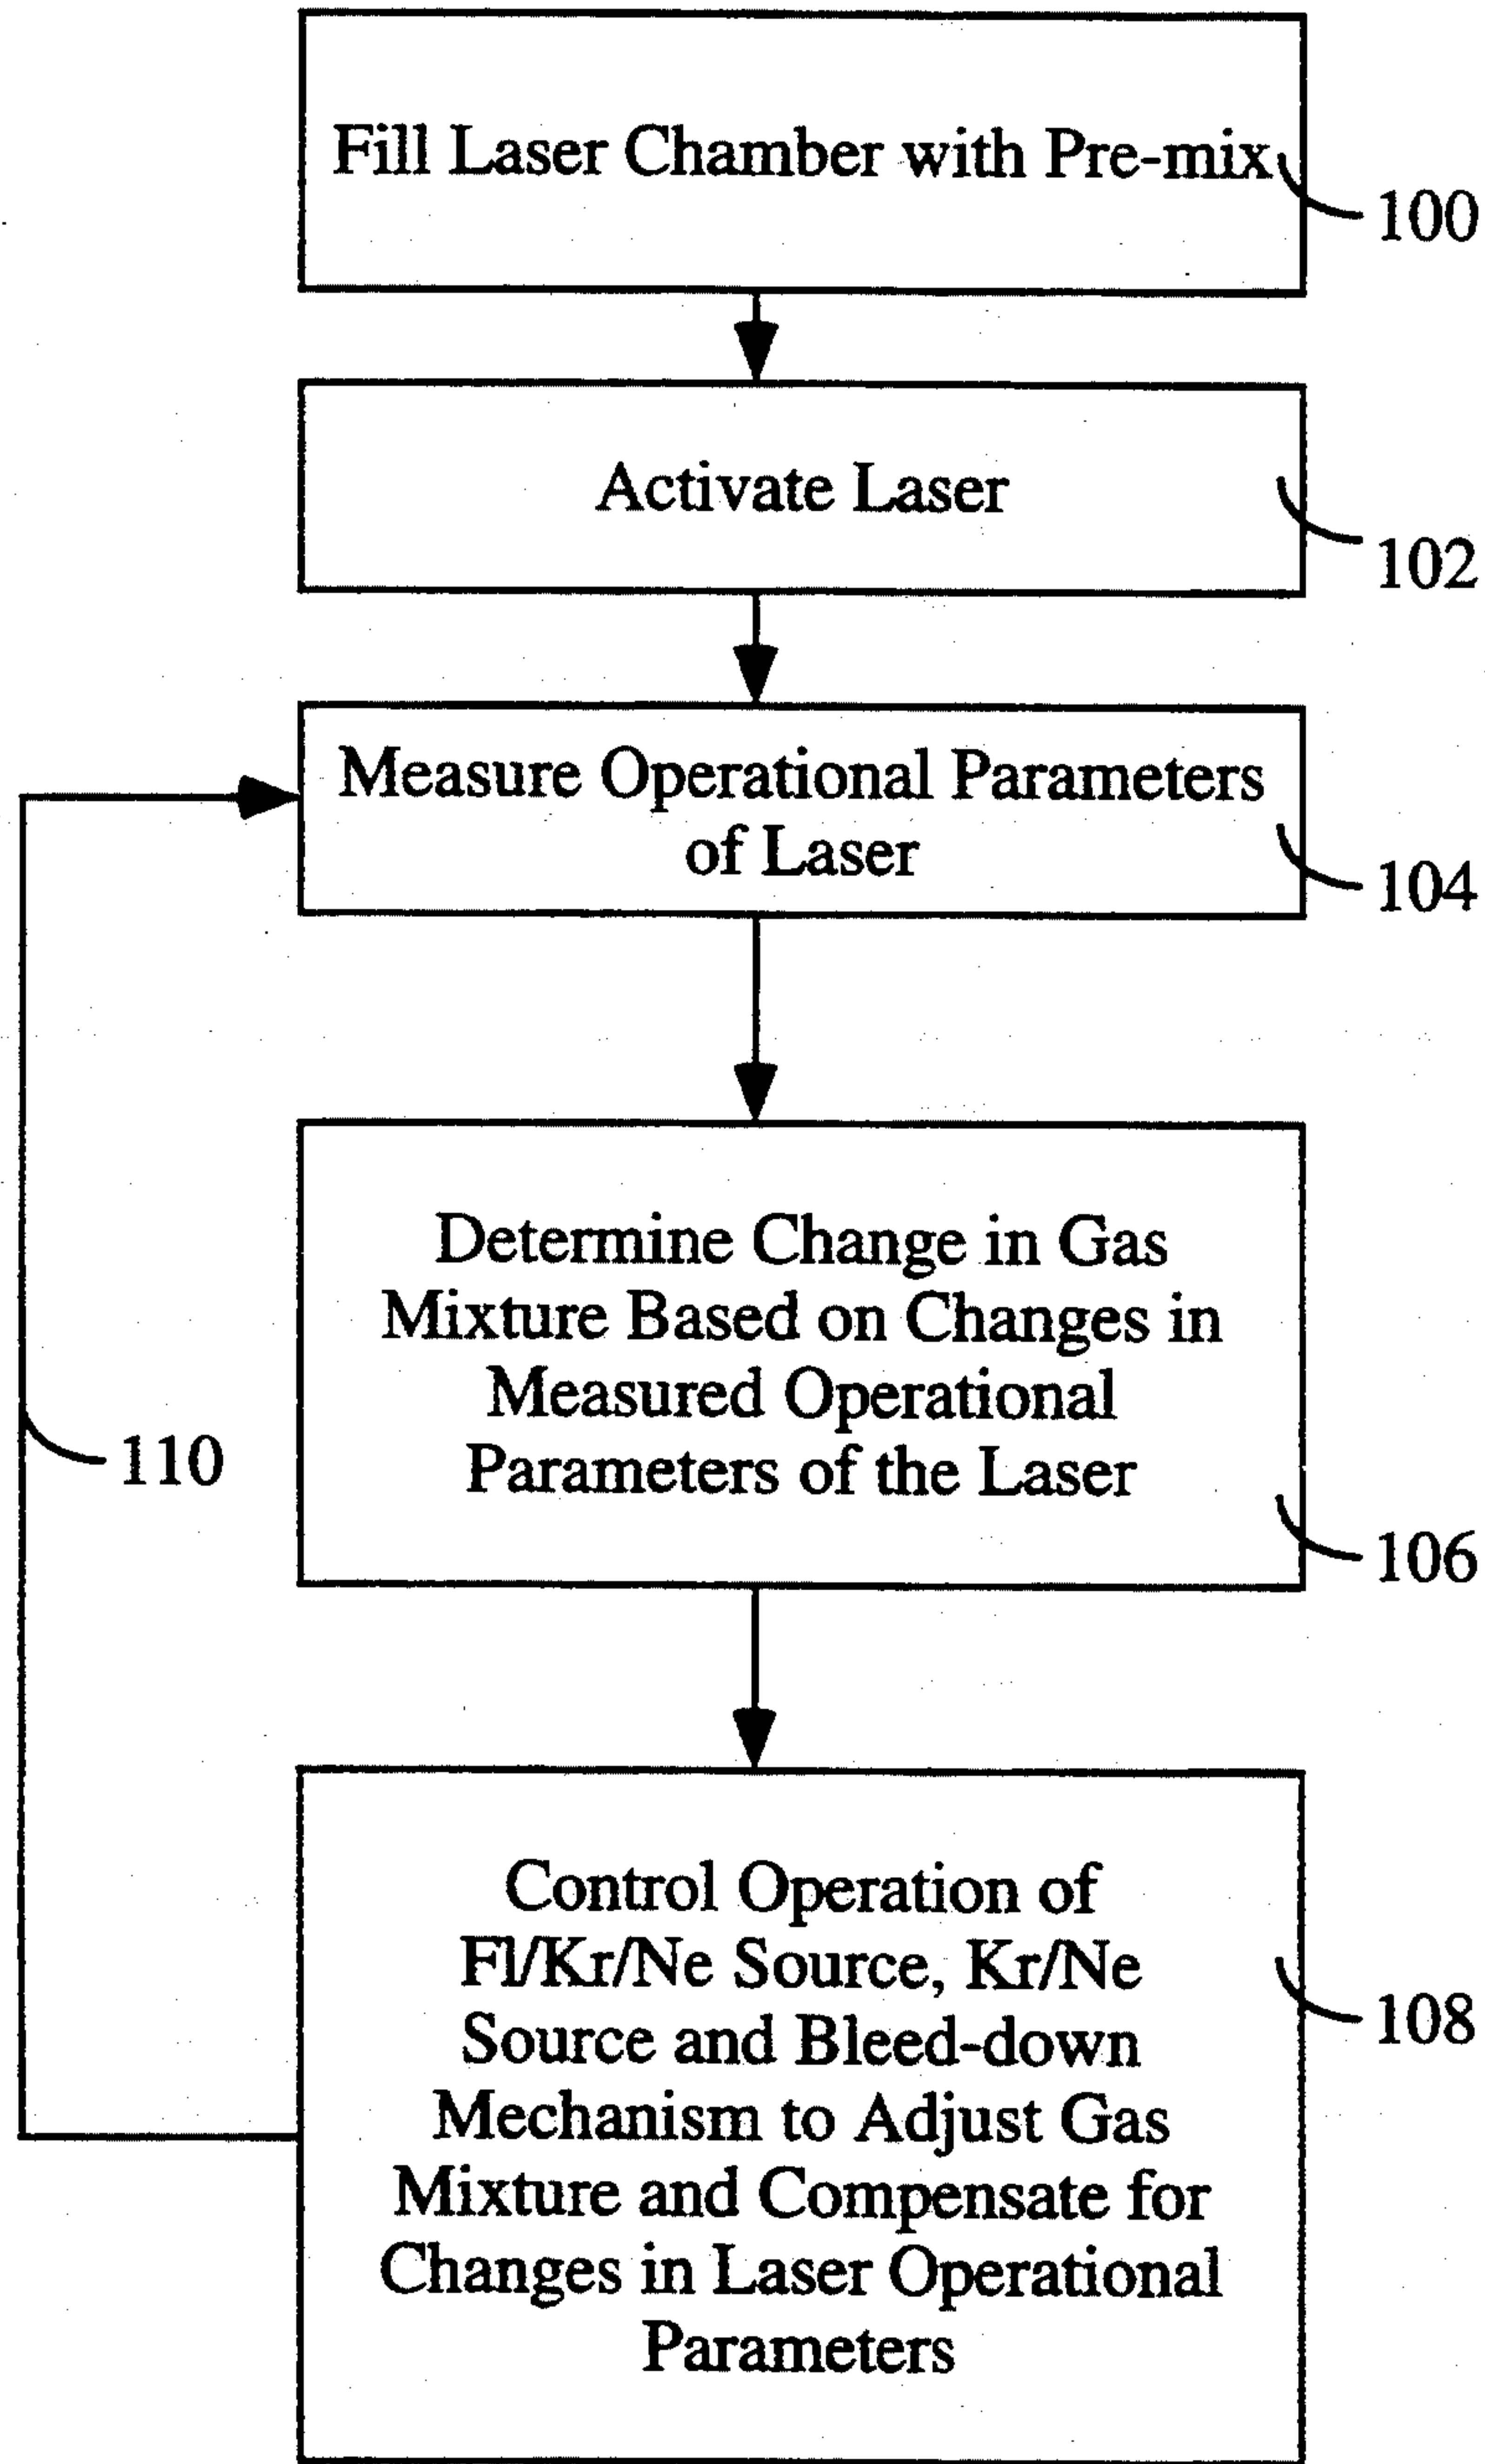 Fill Laser Chamber with Pre-mix
100
Activate Laser
102
Measure Operational Parameters
of Laser
104
Determine Change in Gas
Mixture Based on Changes in
Measured Operational
Parameters of the Laser
106
110
Control Operation of
Fl/Kr/Ne Source, Kr/Ne
Source and Bleed-down
Mechanism to Adjust Gas
Mixture and Compensate for
Changes in Laser Operational
Parameters
108